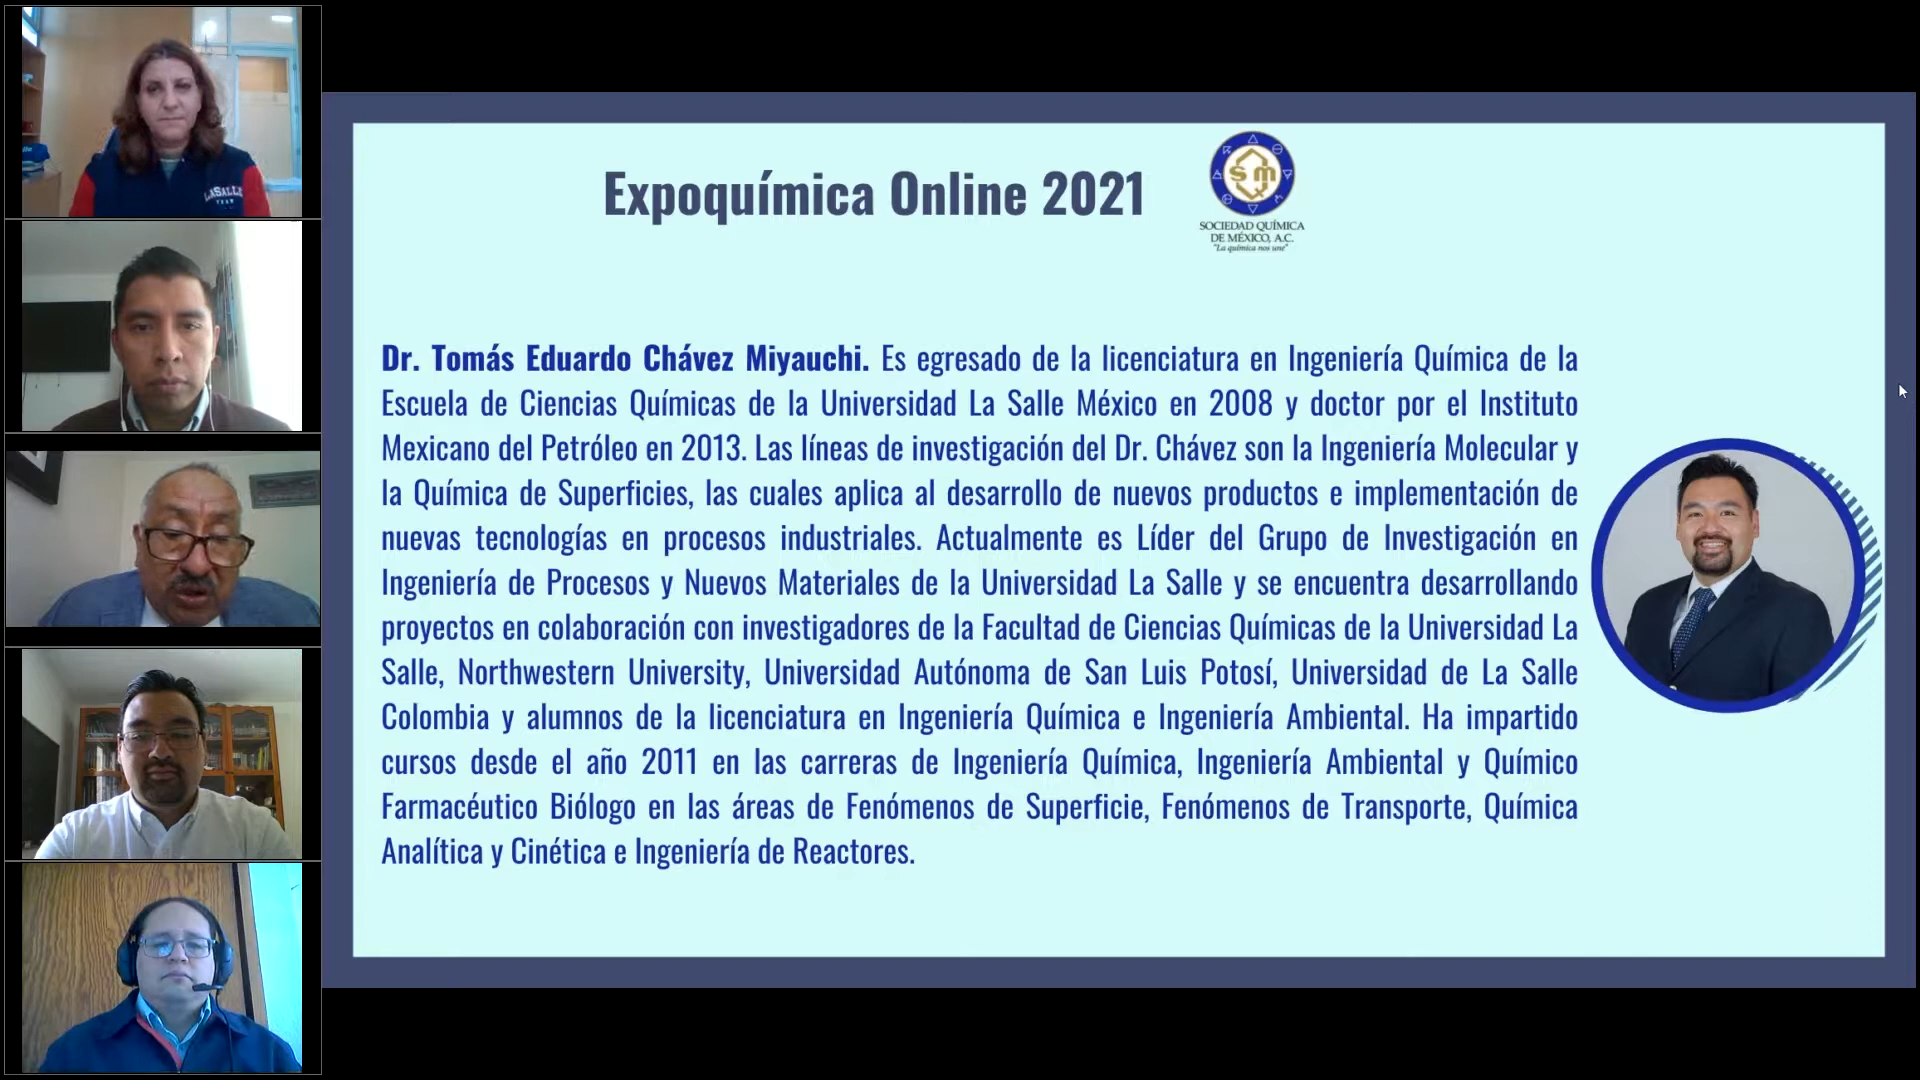 LASALLE
Expoquímica Online 2021
SM
SOCIEDAD QUÍMICA
DE MÉXICO, A.C.
"La química nos une"
Dr. Tomás Eduardo Chávez Miyauchi. Es egresado de la licenciatura en Ingeniería Química de la
Escuela de Ciencias Químicas de la Universidad La Salle México en 2008 y doctor por el Instituto
Mexicano del Petróleo en 2013. Las líneas de investigación del Dr. Chávez son la Ingeniería Molecular y
la Química de Superficies, las cuales aplica al desarrollo de nuevos productos e implementación de
nuevas tecnologías en procesos industriales. Actualmente es Líder del Grupo de Investigación en
Ingeniería de Procesos y Nuevos Materiales de la Universidad La Salle y se encuentra desarrollando
proyectos en colaboración con investigadores de la Facultad de Ciencias Químicas de la Universidad La
Salle, Northwestern University, Universidad Autónoma de San Luis Potosí, Universidad de La Salle
Colombia y alumnos de la licenciatura en Ingeniería Química e Ingeniería Ambiental. Ha impartido
cursos desde el año 2011 en las carreras de Ingeniería Química, Ingeniería Ambiental y Químico
Farmacéutico Biólogo en las áreas de Fenómenos de Superficie, Fenómenos de Transporte, Química
Analítica y Cinética e Ingeniería de Reactores.